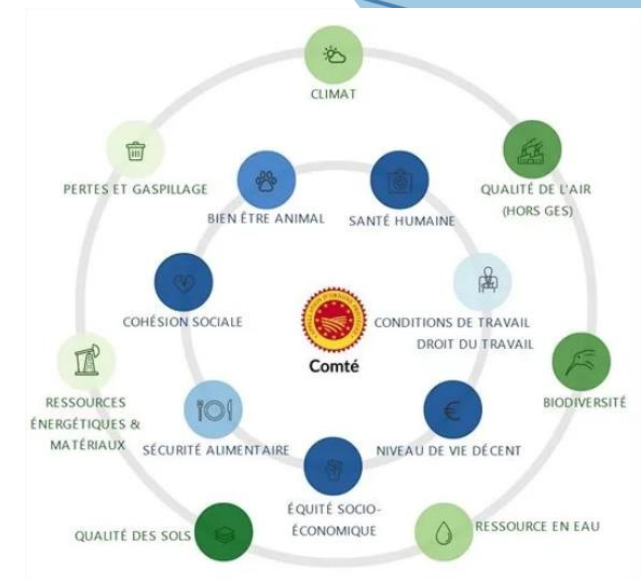 CLIMAT
PERTES ET GASPILLAGE
QUALITÉ DE L'AIR
(HORS GES)
BIEN ÊTRE ANIMAL
SANTÉ HUMAINE
COHÉSION SOCIALE
CONDITIONS DE TRAVAIL
DROIT DU TRAVAIL
Comté
RESSOURCES
ÉNERGÉTIQUES &
MATÉRIAUX
BIODIVERSITÉ
SÉCURITÉ ALIMENTAIRE
NIVEAU DE VIE DÉCENT
ÉQUITÉ SOCIO-
ÉCONOMIQUE
QUALITÉ DES SOLS
RESSOURCE EN EAU